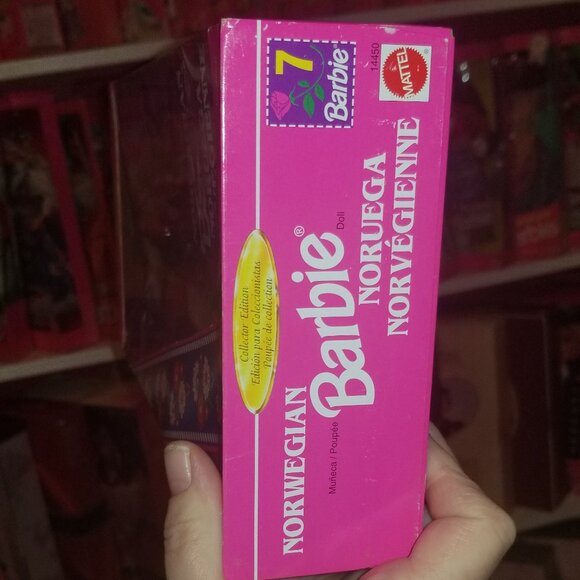 7
Barbie
14450
MATTEL
®
Collector Edition
Edición para Coleccionistas
Poupée de collection
NORWEGIAN
Barbie®
Muñeca / Poupée Doll
NORUEGA
NORVÉGIENNE